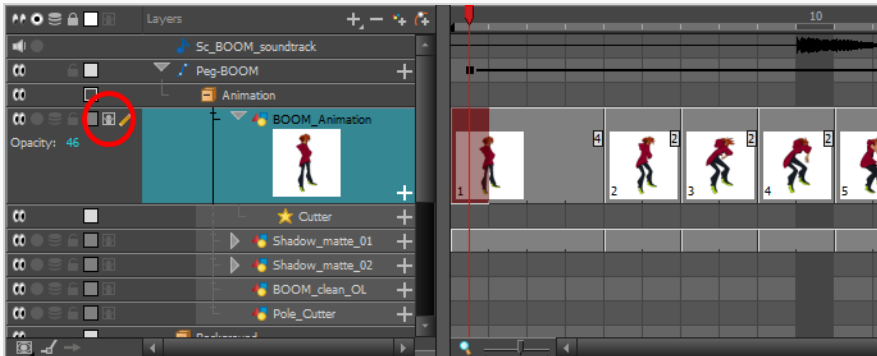 Layers
10
Sc_BOOM_soundtrack
Peg-BOOM
Animation
BOOM_Animation
Opacity: 46
4 2 2 2
1 2 3 4 5
Cutter
Shadow_matte_01
Shadow_matte_02
BOOM_clean_OL
Pole_Cutter
Background